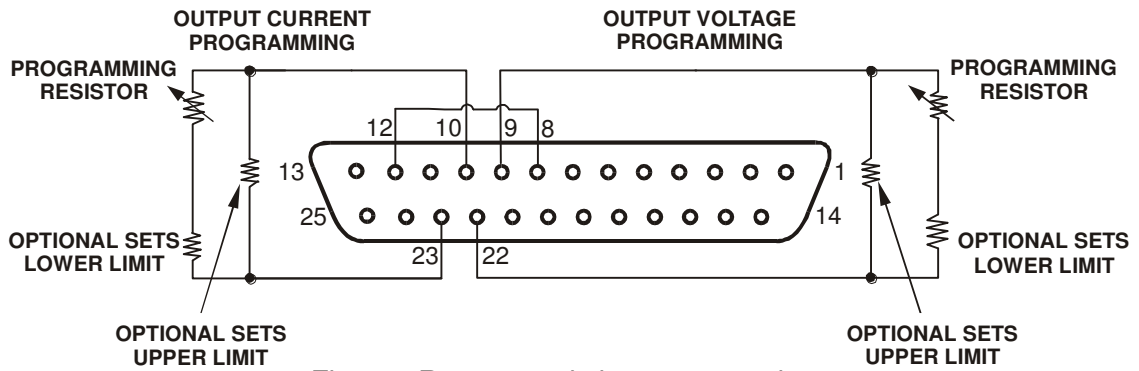 OUTPUT CURRENT
PROGRAMMING
OUTPUT VOLTAGE
PROGRAMMING
PROGRAMMING
RESISTOR
PROGRAMMING
RESISTOR
12 10 9 8
13
1
25
14
23 22
OPTIONAL SETS
LOWER LIMIT
OPTIONAL SETS
LOWER LIMIT
OPTIONAL SETS
UPPER LIMIT
OPTIONAL SETS
UPPER LIMIT